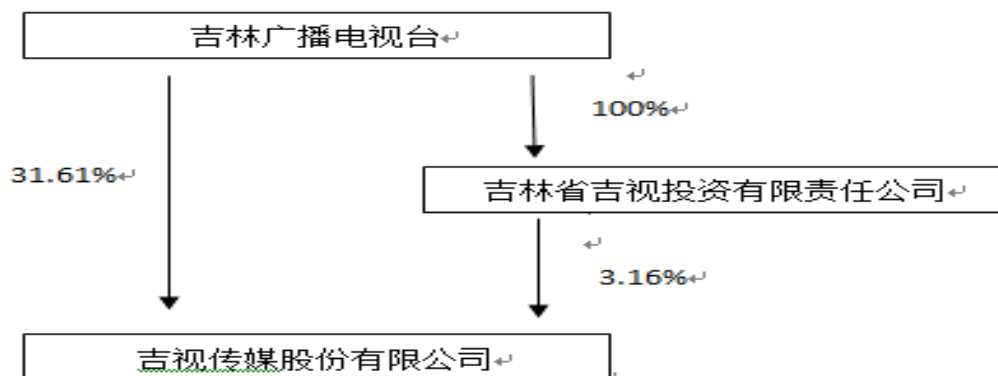 吉林广播电视台
100%
31.61%
吉林省吉视投资有限责任公司
3.16%
吉视传媒股份有限公司